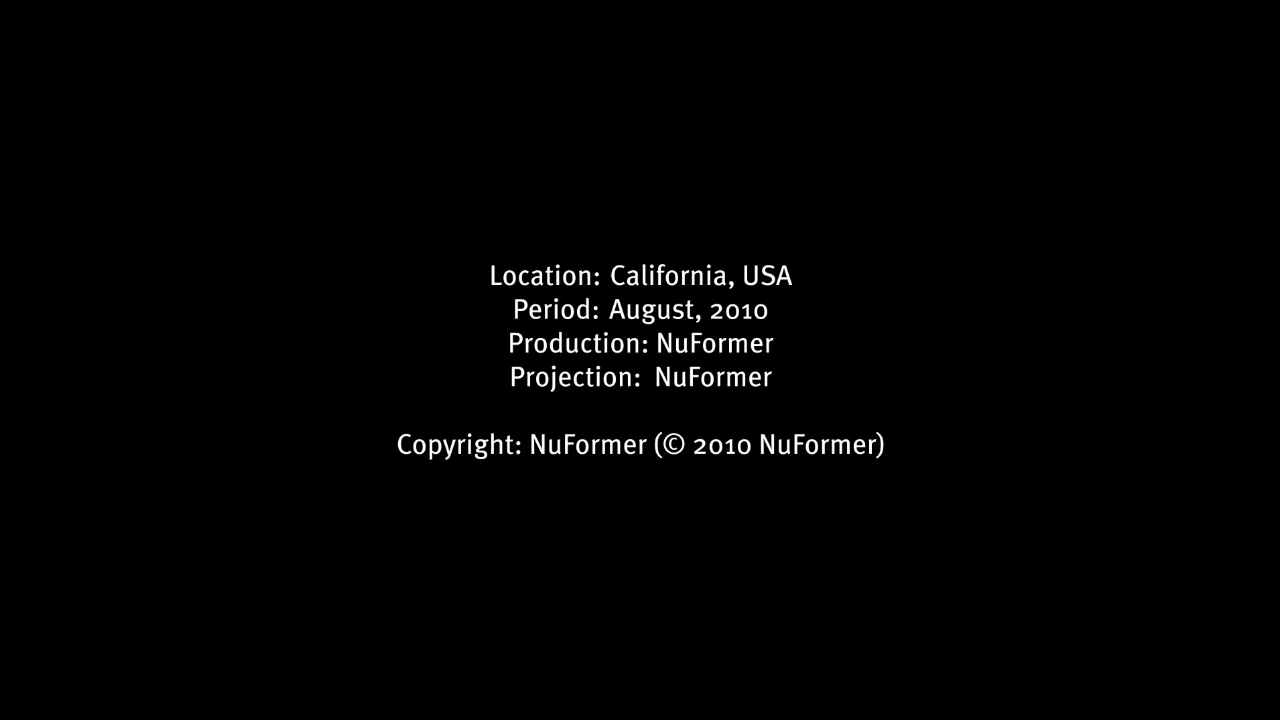 Location: California, USA
Period: August, 2010
Production: NuFormer
Projection: NuFormer
Copyright: NuFormer (© 2010 NuFormer)